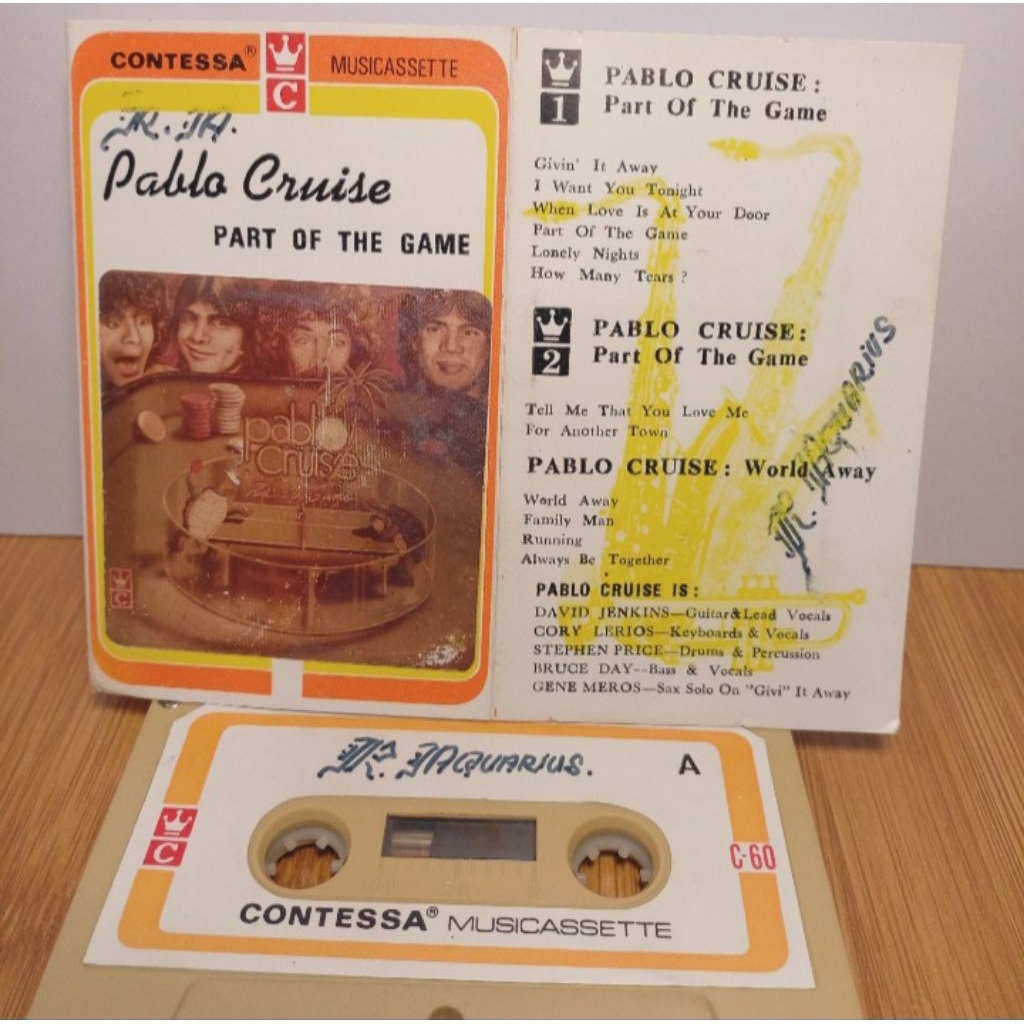 CONTESSA® C MUSICASSETTE
Pablo Cruise
PART OF THE GAME
pablo
cruise
C
1 PABLO CRUISE:
Part Of The Game
Givin' It Away
I Want You Tonight
When Love Is At Your Door
Part Of The Game
Lonely Nights
How Many Tears ?
2 PABLO CRUISE:
Part Of The Game
Tell Me That You Love Me
For Another Town
PABLO CRUISE: World Away
World Away
Family Man
Running
Always Be Together
PABLO CRUISE IS :
DAVID JENKINS—Guitar&Lead Vocals
CORY LERIOS—Keyboards & Vocals
STEPHEN PRICE—Drums & Percussion
BRUCE DAY--Bass & Vocals
GENE MEROS—Sax Solo On "Givi" It Away
AQUARIUS
AQUARIUS.
A
C
C-60
CONTESSA® MUSICASSETTE